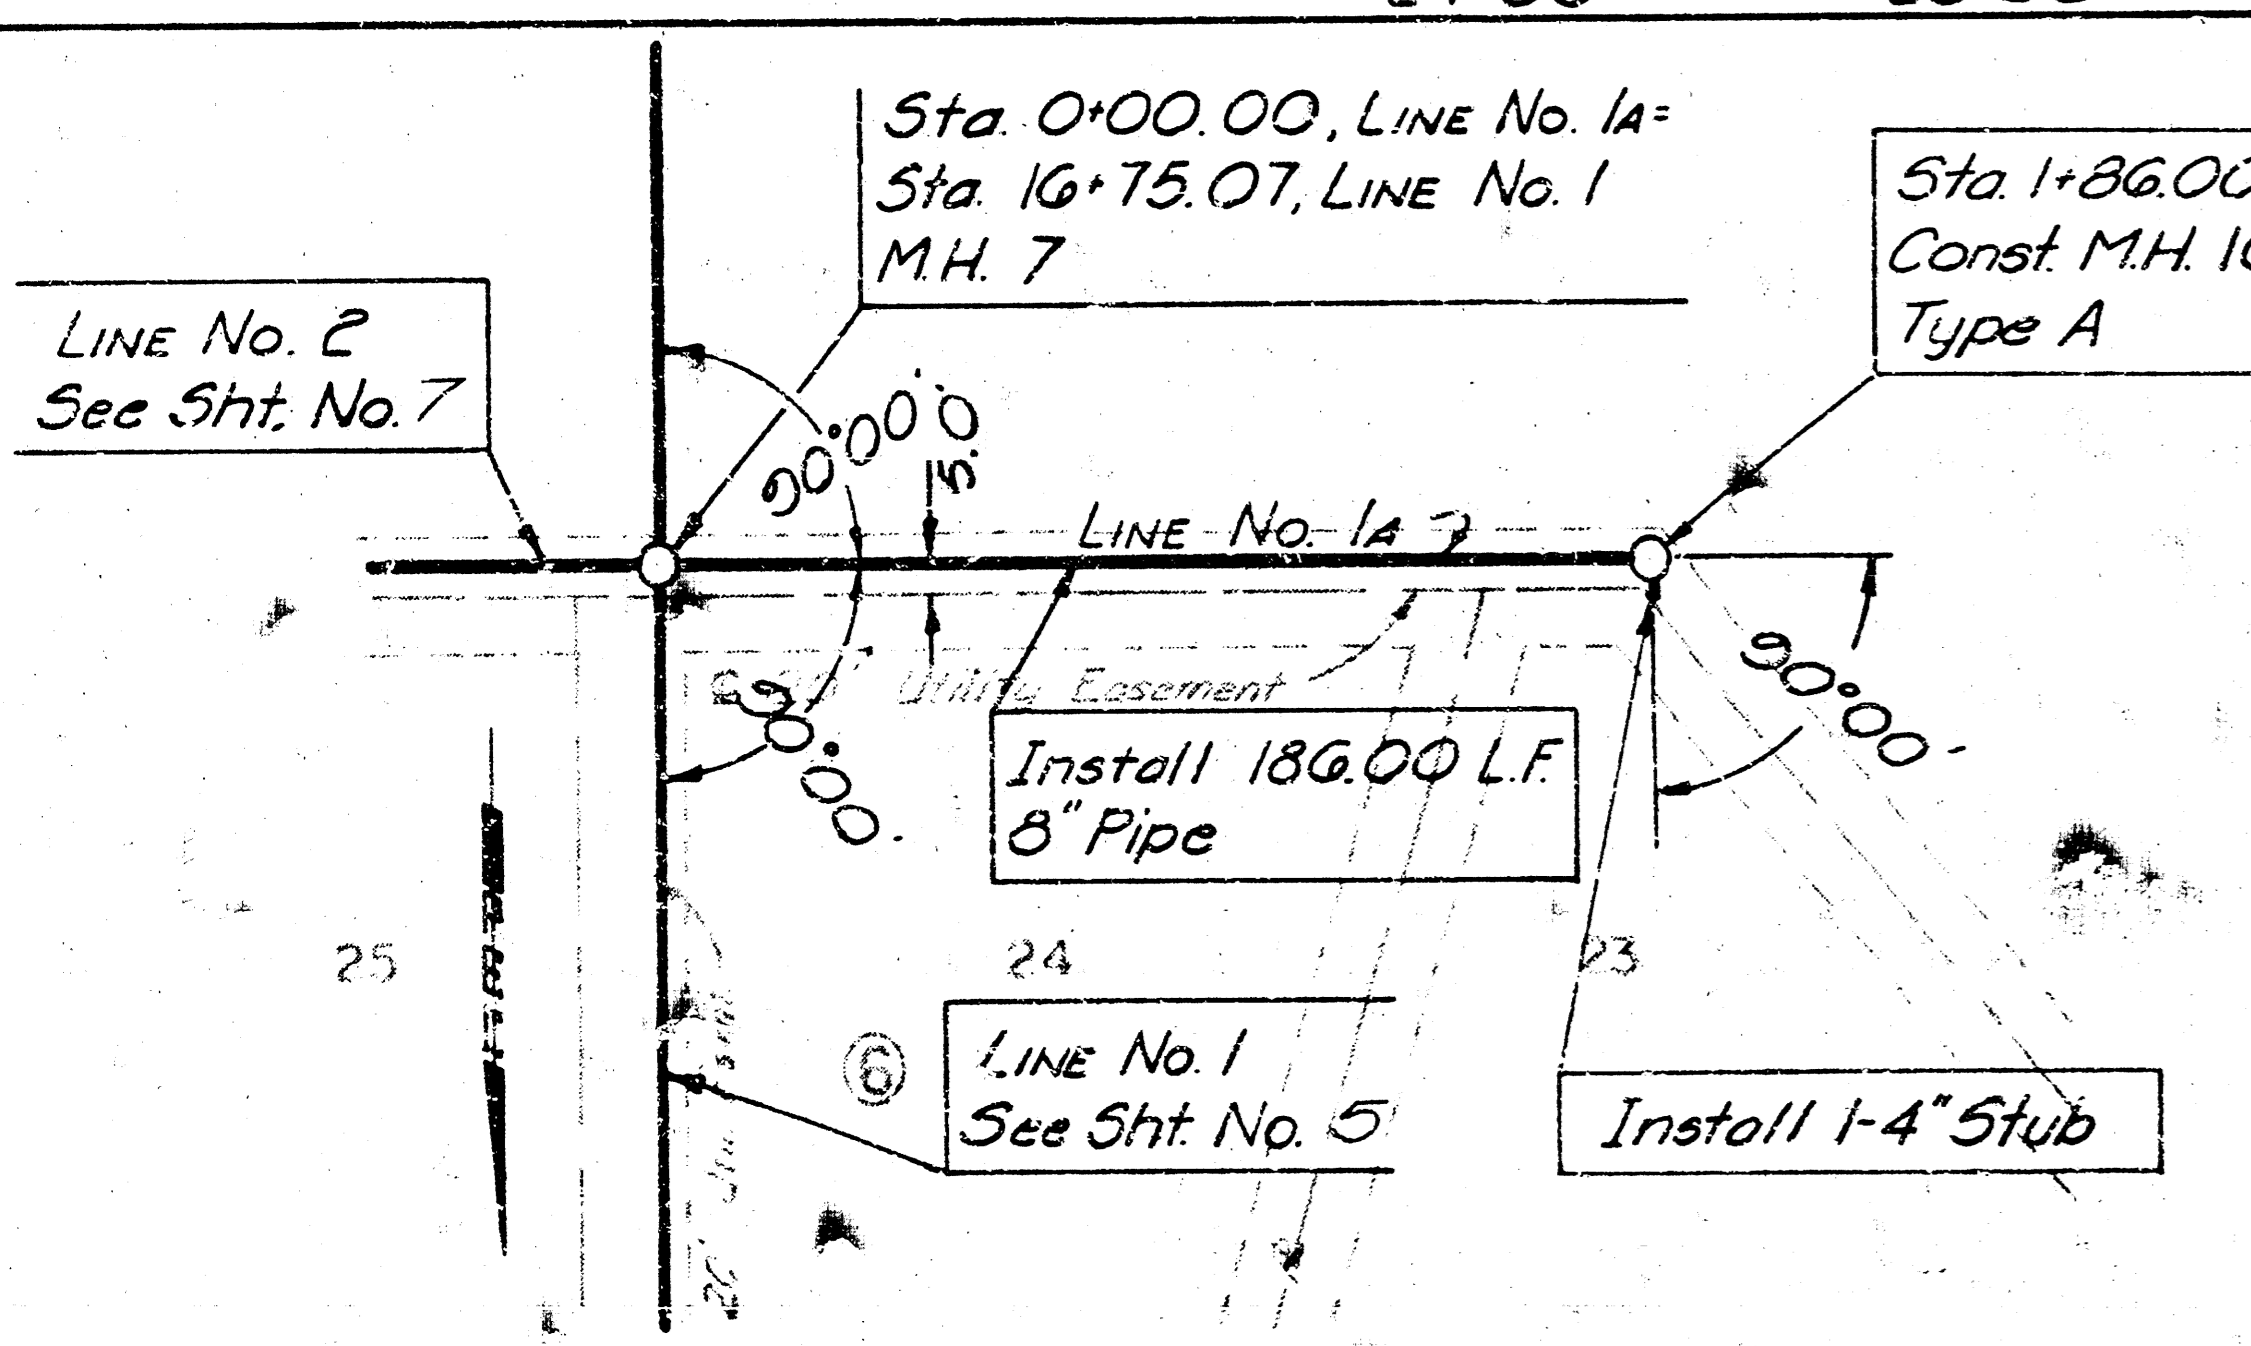 Sta. 0+00.00, LINE No. 1A=
Sta. 16+75.07, LINE No. 1
M.H. 7
Sta. 1+86.00
Const. M.H.
Type A
LINE No. 2
See Sht. No. 7
90°00'
5.0
LINE No. 1A
90°00'
Utility Easement
90°00'
Install 186.00 L.F.
8" Pipe
25
24
23
6
LINE No. 1
See Sht. No. 5
Install 1-4" Stub
20'